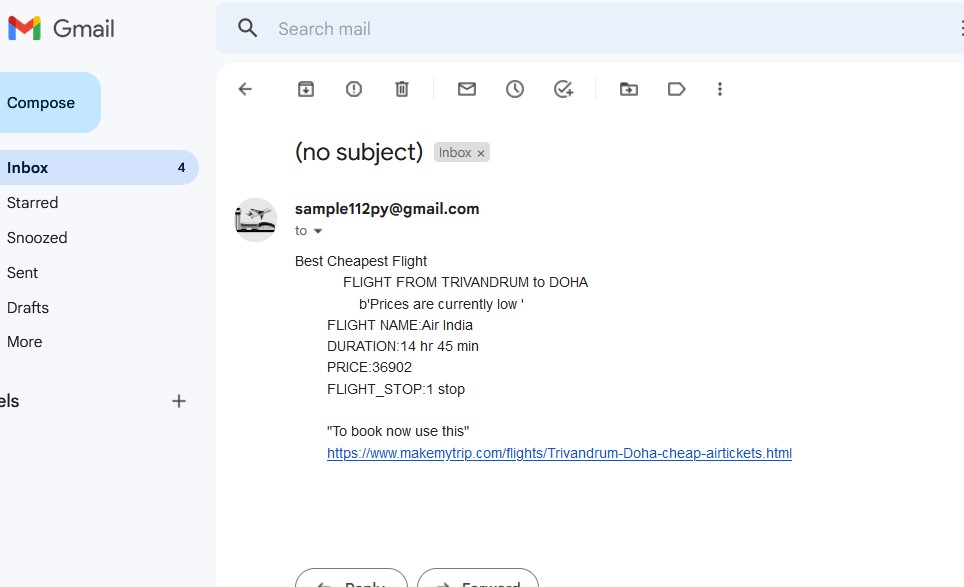 Gmail
Search mail
Compose
Inbox 4
Starred
Snoozed
Sent
Drafts
More
els
(no subject) Inbox ×
sample112py@gmail.com
to
Best Cheapest Flight
FLIGHT FROM TRIVANDRUM to DOHA
b'Prices are currently low '
FLIGHT NAME:Air India
DURATION:14 hr 45 min
PRICE:36902
FLIGHT_STOP:1 stop
"To book now use this"
https://www.makemytrip.com/flights/Trivandrum-Doha-cheap-airtickets.html
Reply Forward